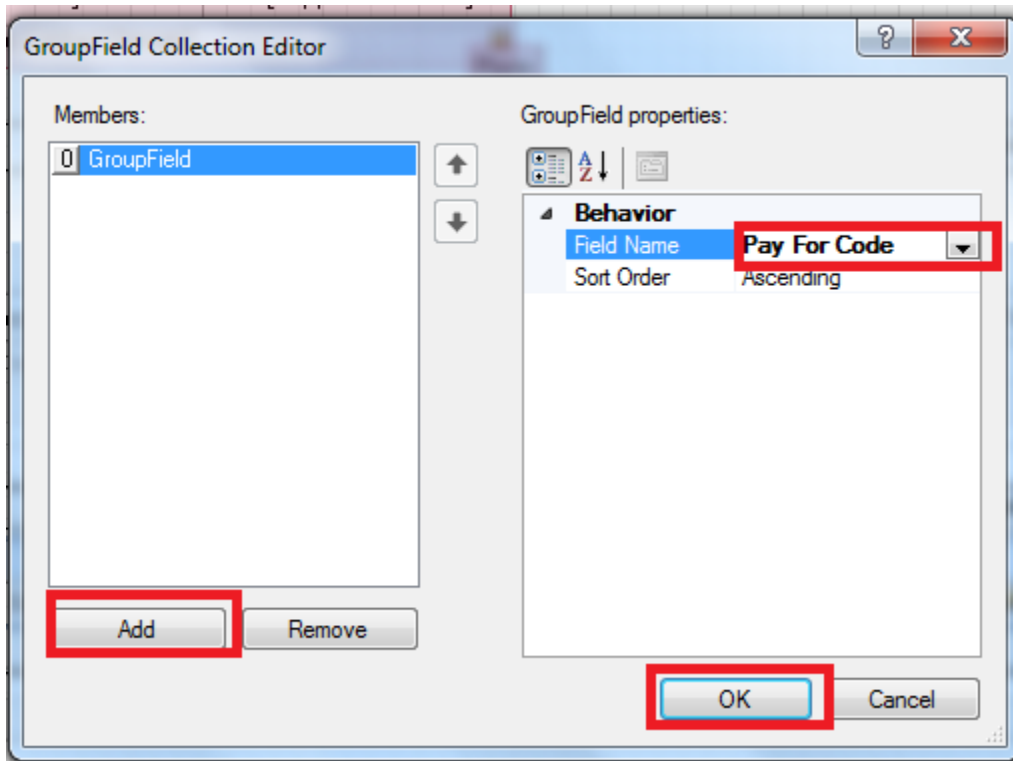 GroupField Collection Editor
?
Members:
GroupField properties:
0 GroupField
A
Z
Behavior
Field Name Pay For Code
Sort Order Ascending
Add Remove
OK Cancel